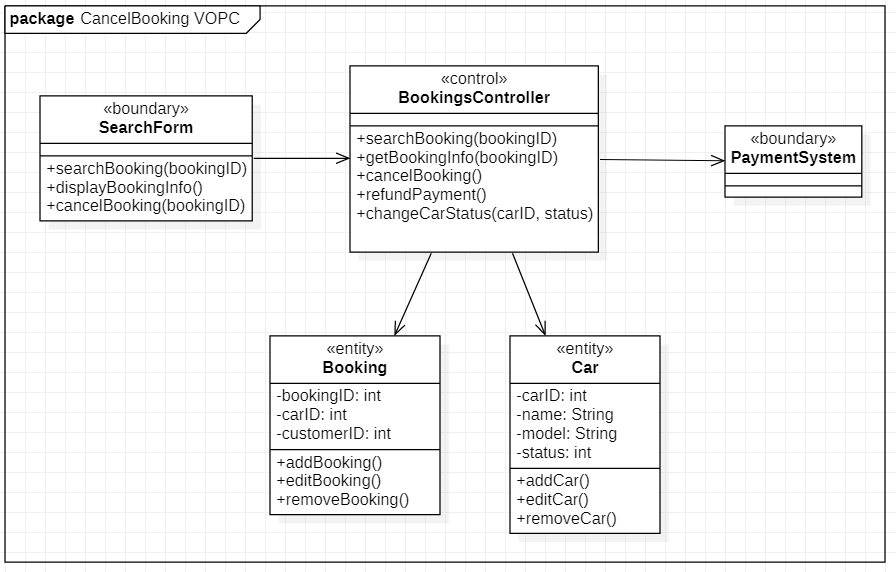 package CancelBooking VOPC
«boundary»
SearchForm
+searchBooking(bookingID)
+displayBookingInfo()
+cancelBooking(bookingID)
«control»
BookingsController
+searchBooking(bookingID)
+getBookingInfo(bookingID)
+cancelBooking()
+refundPayment()
+changeCarStatus(carID, status)
«boundary»
PaymentSystem
«entity»
Booking
-bookingID: int
-carID: int
-customerID: int
+addBooking()
+editBooking()
+removeBooking()
«entity»
Car
-carID: int
-name: String
-model: String
-status: int
+addCar()
+editCar()
+removeCar()